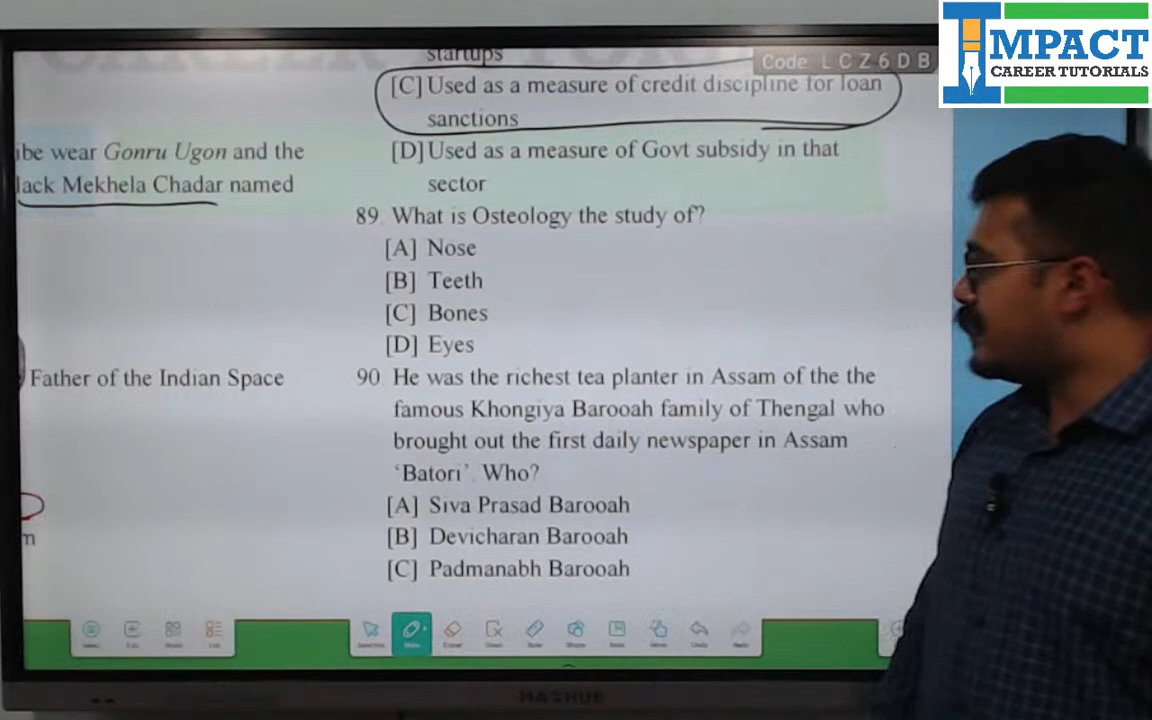 IMPACT
CAREER TUTORIALS
Code L C Z 6 D B
startups
[C] Used as a measure of credit discipline for loan
sanctions
[D] Used as a measure of Govt subsidy in that
sector
ibe wear Gonru Ugon and the
lack Mekhela Chadar named
89. What is Osteology the study of?
[A] Nose
[B] Teeth
[C] Bones
[D] Eyes
Father of the Indian Space
90. He was the richest tea planter in Assam of the the
famous Khongiya Barooah family of Thengal who
brought out the first daily newspaper in Assam
‘Batori’. Who?
[A] Siva Prasad Barooah
[B] Devicharan Barooah
[C] Padmanabh Barooah
m
MAXHUB